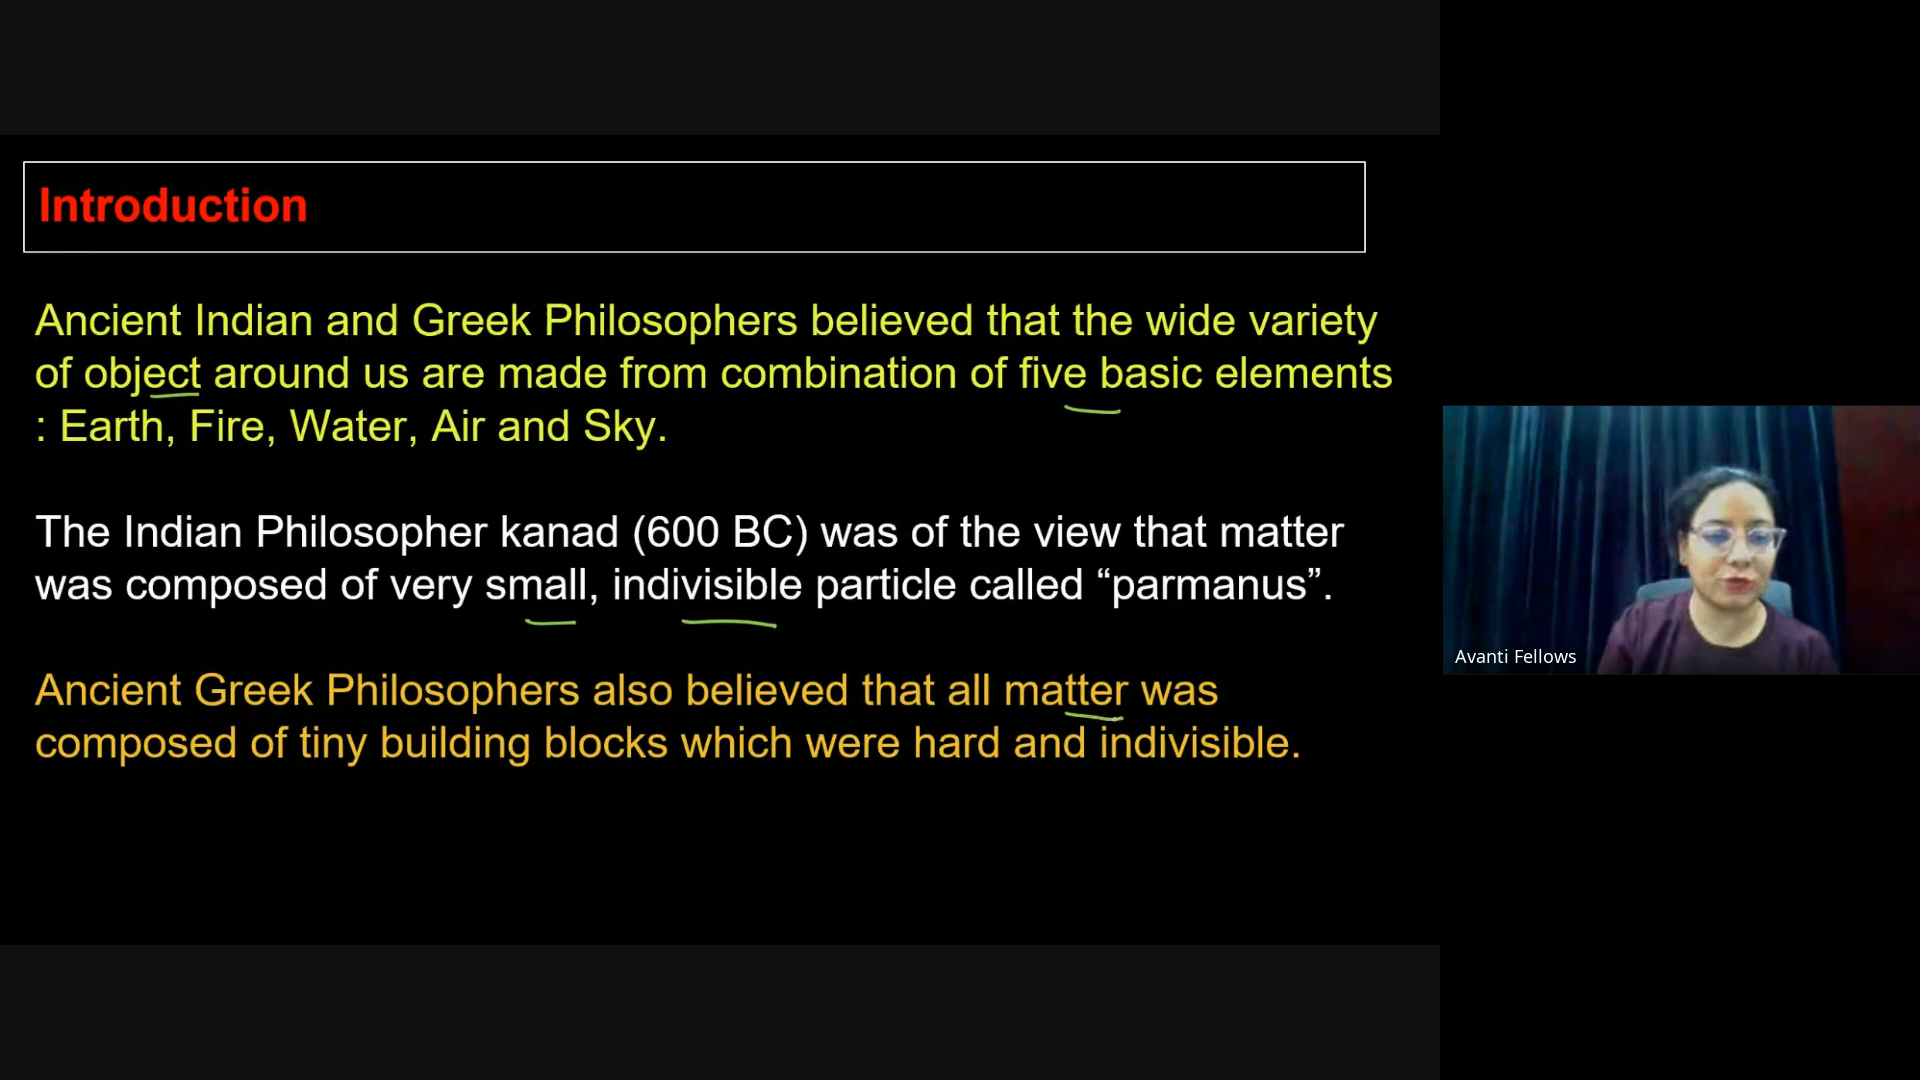 Introduction
Ancient Indian and Greek Philosophers believed that the wide variety
of object around us are made from combination of five basic elements
: Earth, Fire, Water, Air and Sky.
The Indian Philosopher kanad (600 BC) was of the view that matter
was composed of very small, indivisible particle called “parmanus”.
Ancient Greek Philosophers also believed that all matter was
composed of tiny building blocks which were hard and indivisible.
Avanti Fellows